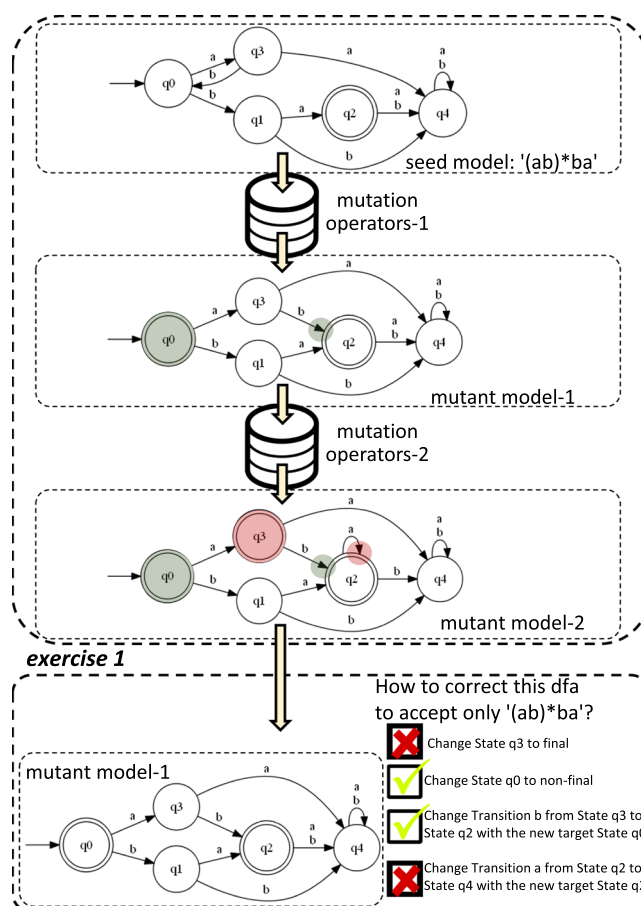 a
q3
a
a
b
b
q0
b
q1
a
q2
a
b
q4
b
seed model: '(ab)*ba'
mutation
operators-1
a
q3
a
a
b
b
q0
b
q1
a
q2
a
b
q4
b
mutant model-1
mutation
operators-2
a
q3
a
b
a
a
b
q0
b
q1
a
q2
b
q4
b
mutant model-2
exercise 1
How to correct this dfa
to accept only '(ab)*ba'?
Change State q3 to final
Change State q0 to non-final
Change Transition b from State q3 to
State q2 with the new target State q0
Change Transition a from State q2 to
State q4 with the new target State
mutant model-1
a
q3
a
a
b
b
q0
b
q1
a
q2
a
b
q4
b